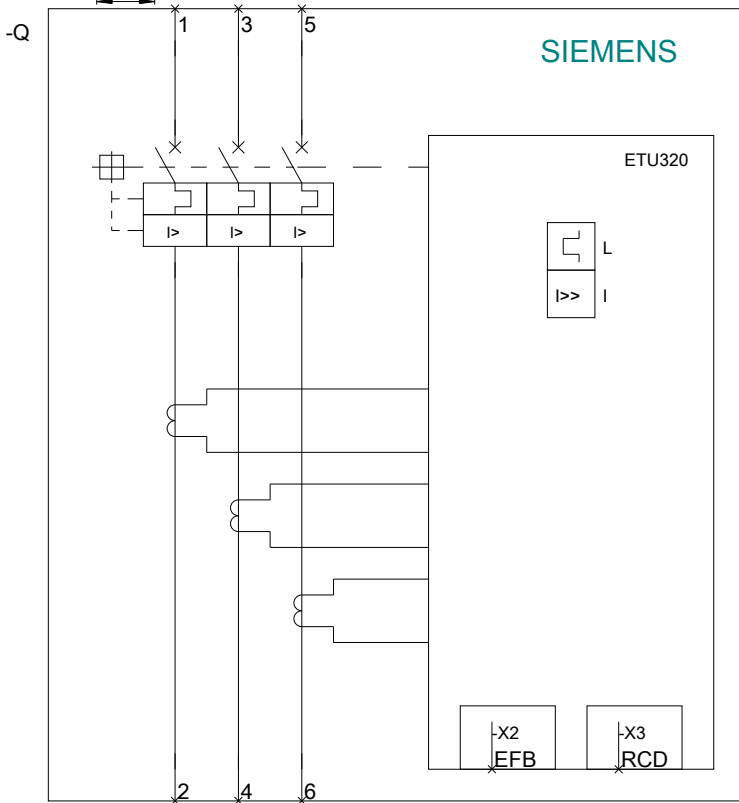 -Q
1 3 5
SIEMENS
ETU320
L
I> I> I>
I>> I
-X2
EFB
-X3
RCD
2 4 6